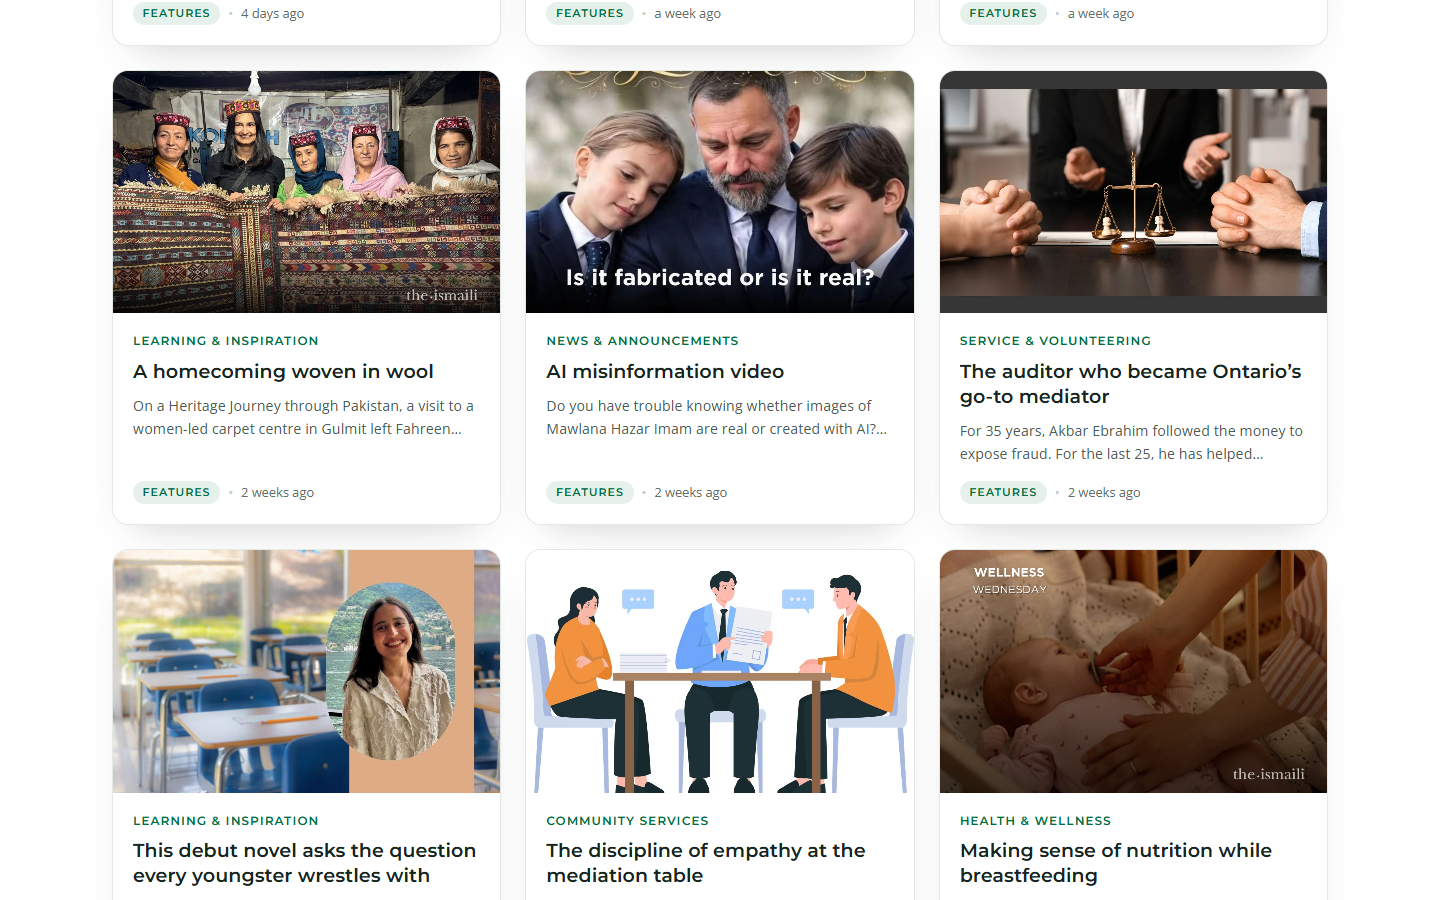 FEATURES • 4 days ago
FEATURES • a week ago
FEATURES • a week ago
the·ismaili
LEARNING & INSPIRATION
A homecoming woven in wool
On a Heritage Journey through Pakistan, a visit to a
women-led carpet centre in Gulmit left Fahreen...
FEATURES • 2 weeks ago
Is it fabricated or is it real?
NEWS & ANNOUNCEMENTS
AI misinformation video
Do you have trouble knowing whether images of
Mawlana Hazar Imam are real or created with AI?...
FEATURES • 2 weeks ago
SERVICE & VOLUNTEERING
The auditor who became Ontario’s
go-to mediator
For 35 years, Akbar Ebrahim followed the money to
expose fraud. For the last 25, he has helped...
FEATURES • 2 weeks ago
LEARNING & INSPIRATION
This debut novel asks the question
every youngster wrestles with
COMMUNITY SERVICES
The discipline of empathy at the
mediation table
WELLNESS
WEDNESDAY
the·ismaili
HEALTH & WELLNESS
Making sense of nutrition while
breastfeeding